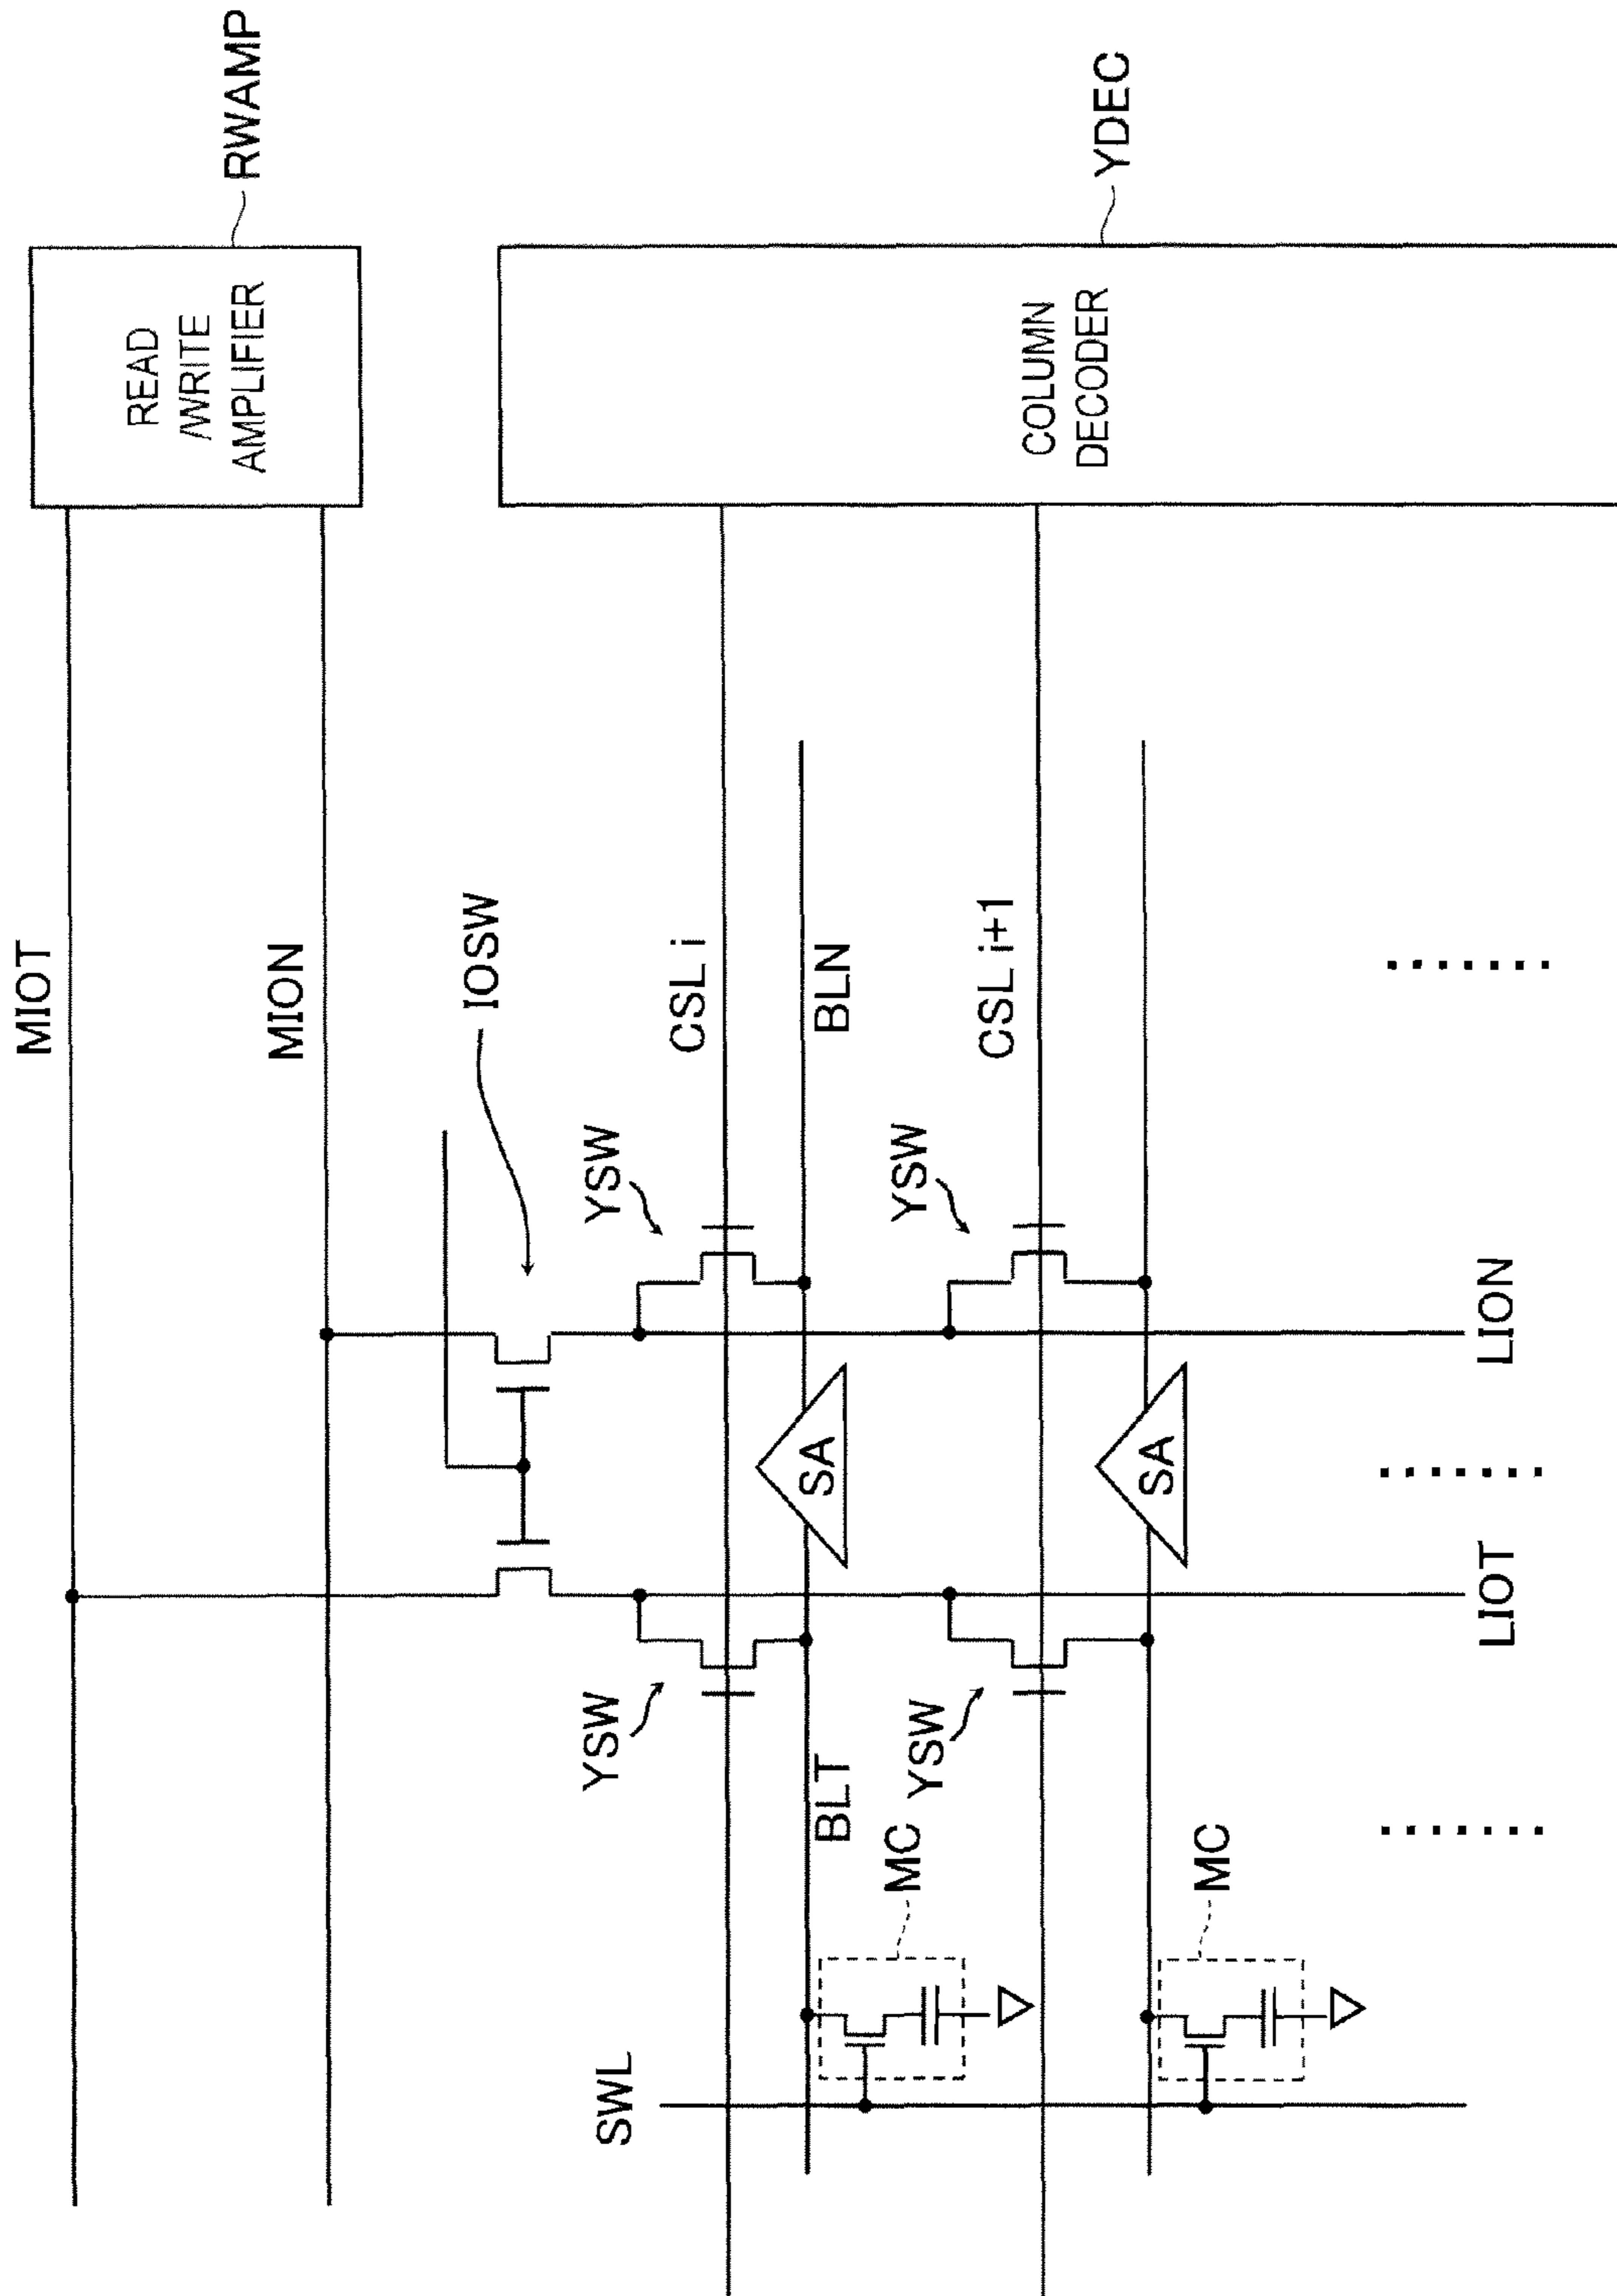 MIOT
MION
READ
/WRITE
AMPLIFIER
RWAMP
IOSW
YSW
YSW
CSL i
BLT
BLN
SA
MC
YSW
YSW
CSL i+1
SA
MC
SWL
LIOT
LION
COLUMN
DECODER
YDEC